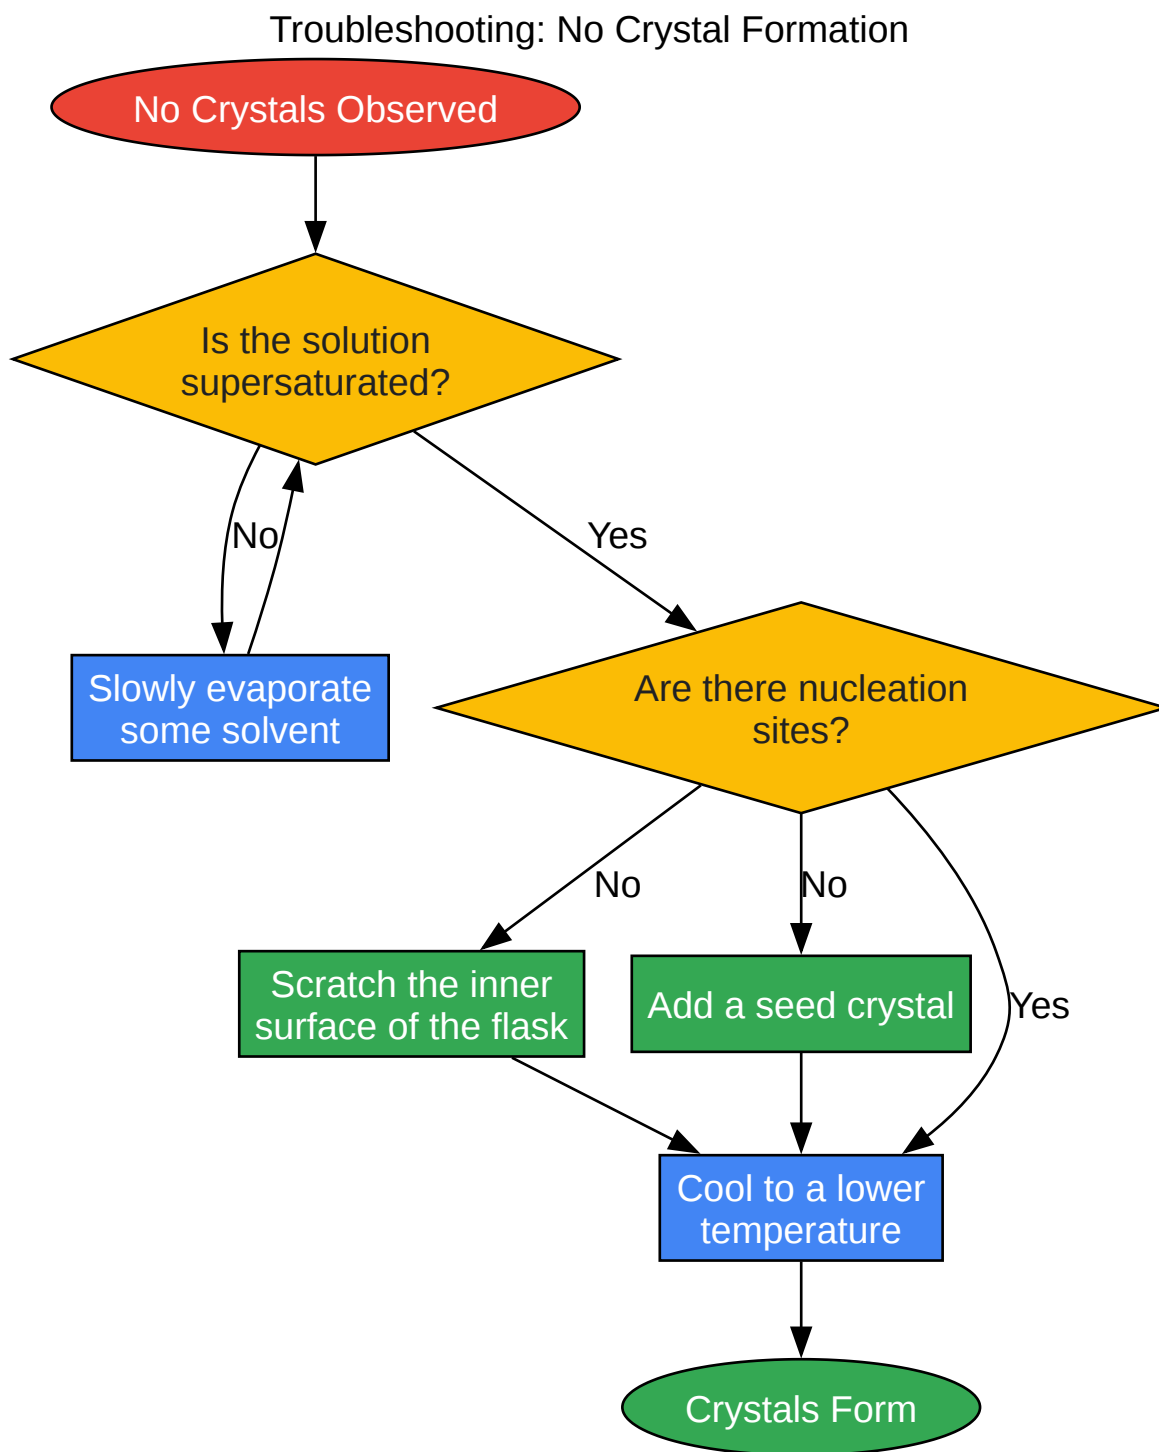 Troubleshooting: No Crystal Formation
No Crystals Observed
Is the solution
supersaturated?
No
Yes
Slowly evaporate
some solvent
Are there nucleation
sites?
No
No
Yes
Scratch the inner
surface of the flask
Add a seed crystal
Cool to a lower
temperature
Crystals Form